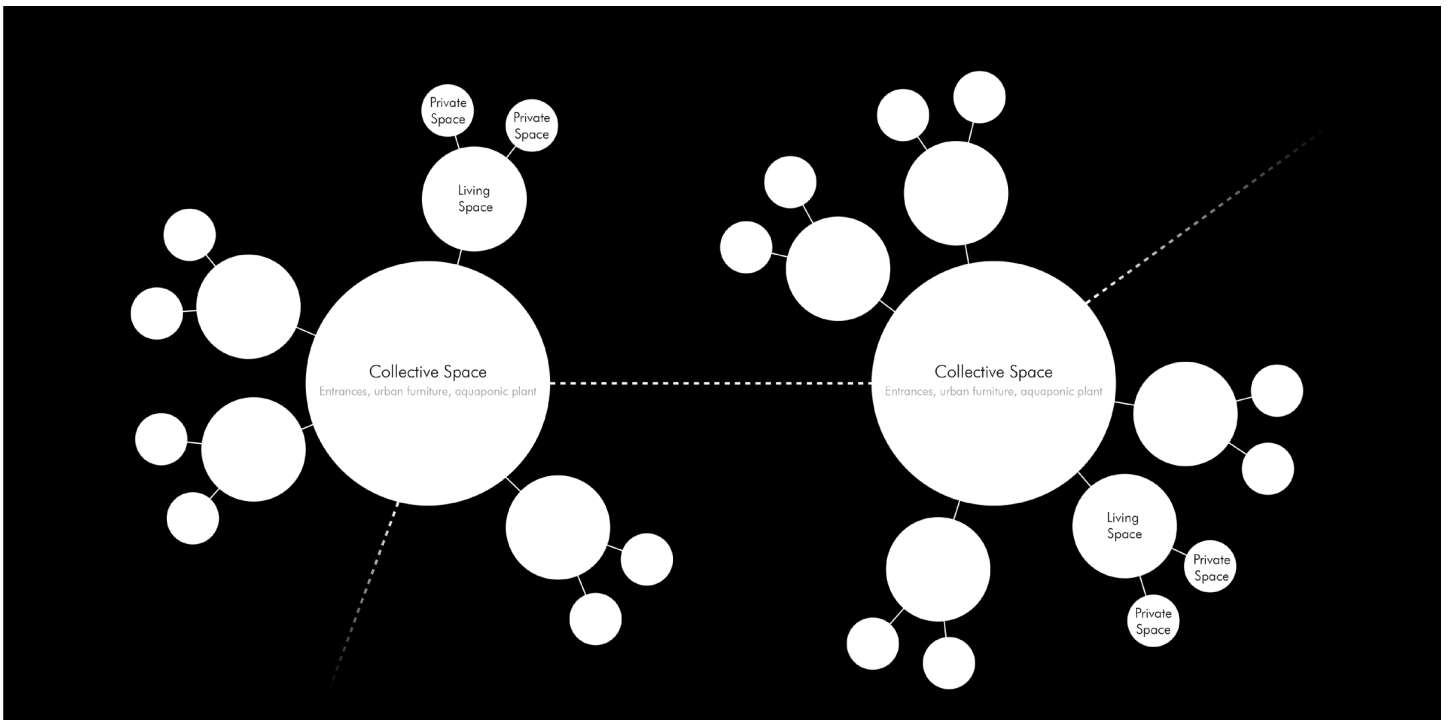 Private
Space
Private
Space
Living
Space
Collective Space
Entrances, urban furniture, aquaponic plant
Collective Space
Entrances, urban furniture, aquaponic plant
Living
Space
Private
Space
Private
Space